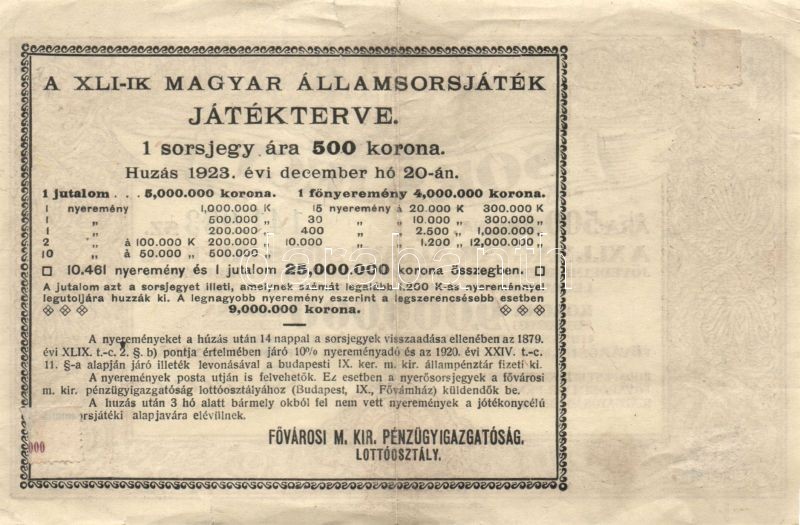 A XLI-IK MAGYAR ÁLLAMSORSJÁTÉK
JÁTÉKTERVE.
1 sorsjegy ára 500 korona.
Huzás 1923. évi december hó 20-án.
1 jutalom . . . 5,000.000 korona. 1 főnyeremény 4,000.000 korona.
1 nyeremény 1,000.000 K 15 nyeremény à 20.000 K 300.000 K
1 „ 500.000 „ 30 „ „ 10.000 „ 300.000 „
1 „ 200.000 „ 400 „ „ 2.500 „ 1,000.000 „
2 „ à 100.000 K 200.000 „ 10.000 „ „ 1.200 „ 12,000.000 „
10 „ à 50.000 „ 500.000 „
10.461 nyeremény és 1 jutalom 25,000.000 korona összegben.
A jutalom azt a sorsjegyet illeti, amelynek számát legalább 1.200 K-ás nyereménnyel
legutoljára huzzák ki. A legnagyobb nyeremény eszerint a legszerencsésebb esetben
9,000.000 korona.
A nyereményeket a húzás után 14 nappal a sorsjegyek visszaadása ellenében az 1879.
évi XLIX. t.-c. 2. §. b) pontja értelmében járó 10% nyereményadó és az 1920. évi XXIV. t.-c.
11. §-a alapján járó illeték levonásával a budapesti IX. ker. m. kir. állampénztár fizeti ki.
A nyeremények posta utján is felvehetők. Ez esetben a nyerősorsjegyek a fővárosi
m. kir. pénzügyigazgatóság lottóosztályához (Budapest, IX., Fővámház) küldendők be.
A huzás után 3 hó alatt bármely okból fel nem vett nyeremények a jótékonycélú
sorsjátéki alapjavára elévülnek.
000
FŐVÁROSI M. KIR. PÉNZÜGYIGAZGATÓSÁG.
LOTTÓOSZTÁLY.
darabanth